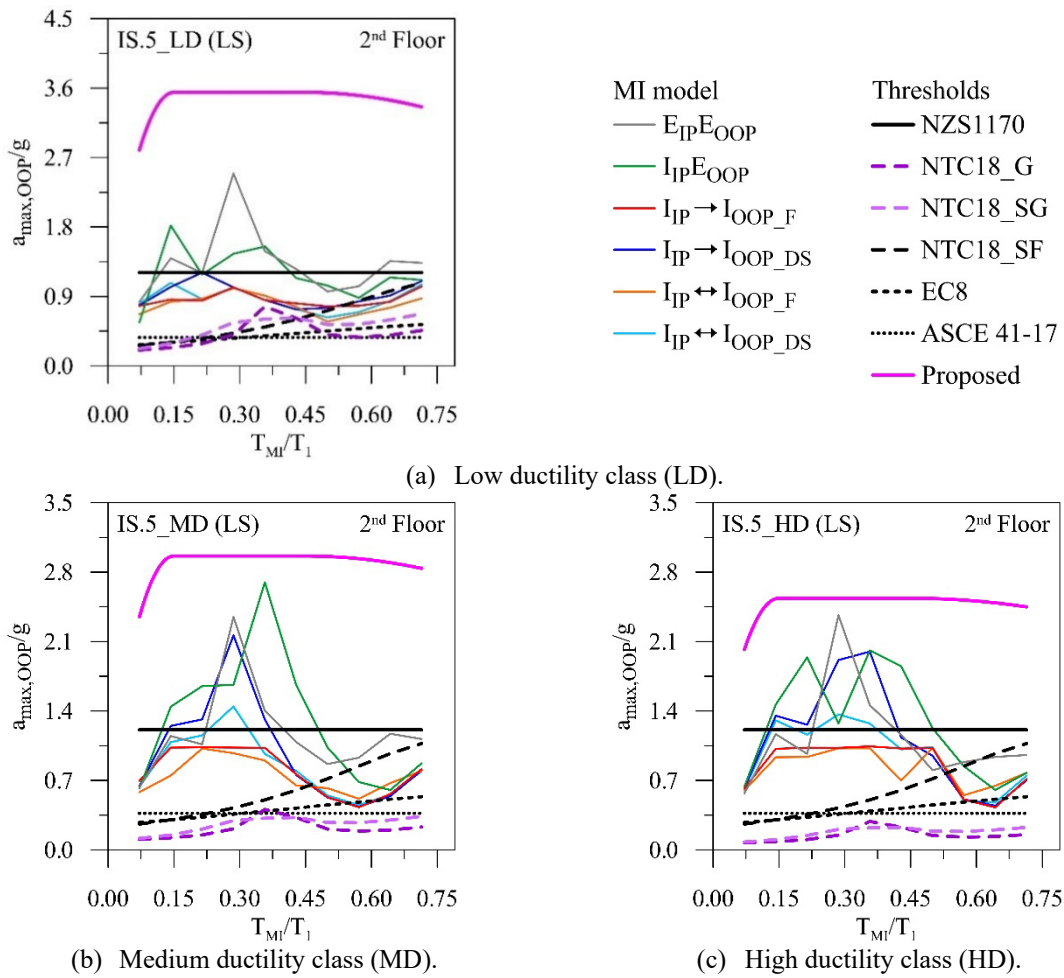 IS.5_LD (LS) 2nd Floor
4.5
3.6
2.7
1.8
0.9
0.0
amax,OOP/g
0.00 0.15 0.30 0.45 0.60 0.75
TMI/T1
MI model
EIPEOOP
IIPEOOP
IIP → IOOP_F
IIP → IOOP_DS
IIP ↔ IOOP_F
IIP ↔ IOOP_DS
Thresholds
NZS1170
NTC18_G
NTC18_SG
NTC18_SF
EC8
ASCE 41-17
Proposed
(a) Low ductility class (LD).
IS.5_MD (LS) 2nd Floor
3.5
2.8
2.1
1.4
0.7
0.0
amax,OOP/g
0.00 0.15 0.30 0.45 0.60 0.75
TMI/T1
(b) Medium ductility class (MD).
IS.5_HD (LS) 2nd Floor
3.5
2.8
2.1
1.4
0.7
0.0
amax,OOP/g
0.00 0.15 0.30 0.45 0.60 0.75
TMI/T1
(c) High ductility class (HD).